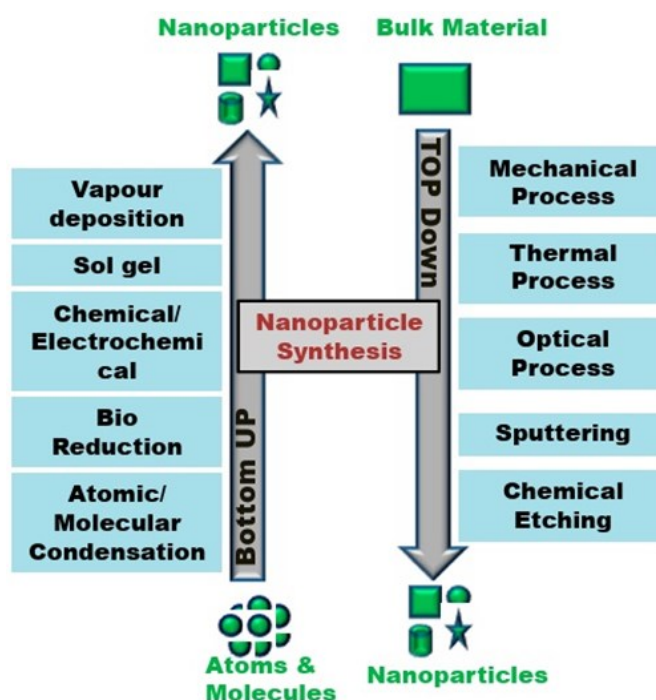 Nanoparticles
Bulk Material
Vapour
deposition
Sol gel
Chemical/
Electrochemi
cal
Bio
Reduction
Atomic/
Molecular
Condensation
Bottom UP
Nanoparticle
Synthesis
TOP Down
Mechanical
Process
Thermal
Process
Optical
Process
Sputtering
Chemical
Etching
Atoms &
Molecules
Nanoparticles